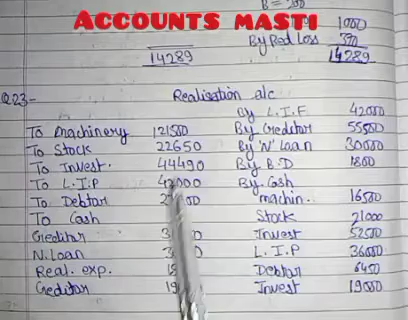 ACCOUNTS MASTI
1000
By Red Loss
14289 14289
Q23- Realisation a/c
By L.I.F 42000
To Machinery 121500 By Creditor 55500
To Stock 22650 By 'N' Loan 30000
To Invest. 44490 By B.D 1800
To L.I.P By Cash
To Debtor machin. 16500
To Cash Stock 21000
Creditor Invest 52500
N.Loan L.I.P 36000
Real. exp. Debtor 6450
Creditor Invest 19000